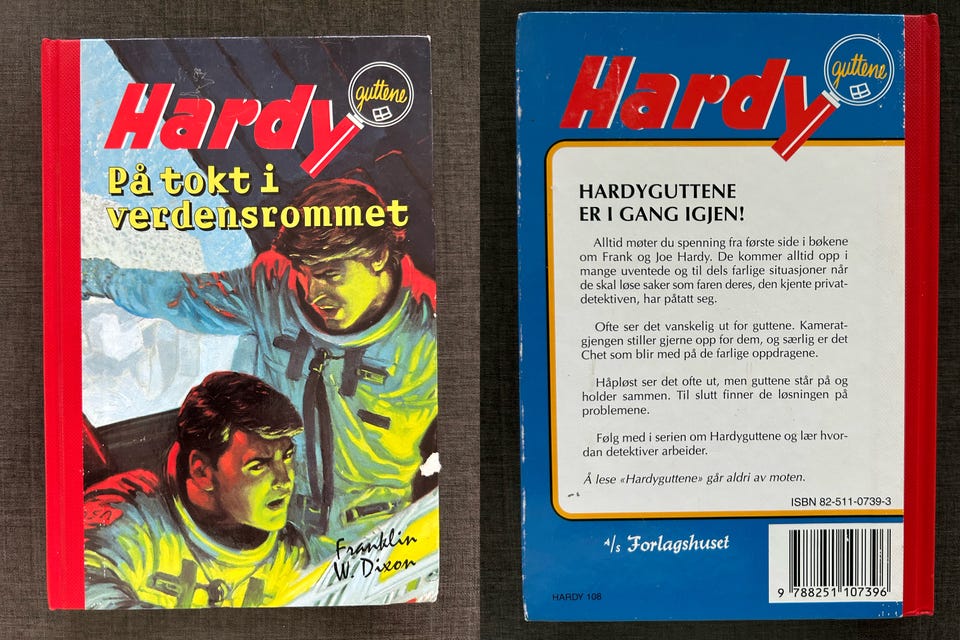 Hardy
guttene
På tokt i
verdensrommet
Franklin
W. Dixon
Hardy
guttene
HARDYGUTTENE
ER I GANG IGJEN!
Alltid møter du spenning fra første side i bøkene
om Frank og Joe Hardy. De kommer alltid opp i
mange uventede og til dels farlige situasjoner når
de skal løse saker som faren deres, den kjente privat-
detektiven, har påtatt seg.
Ofte ser det vanskelig ut for guttene. Kamerat-
gjengen stiller gjerne opp for dem, og særlig er det
Chet som blir med på de farlige oppdragene.
Håpløst ser det ofte ut, men guttene står på og
holder sammen. Til slutt finner de løsningen på
problemene.
Følg med i serien om Hardyguttene og lær hvor-
dan detektiver arbeider.
Å lese «Hardyguttene» går aldri av moten.
ISBN 82-511-0739-3
A/s Forlagshuset
HARDY 108
9 788251 107396